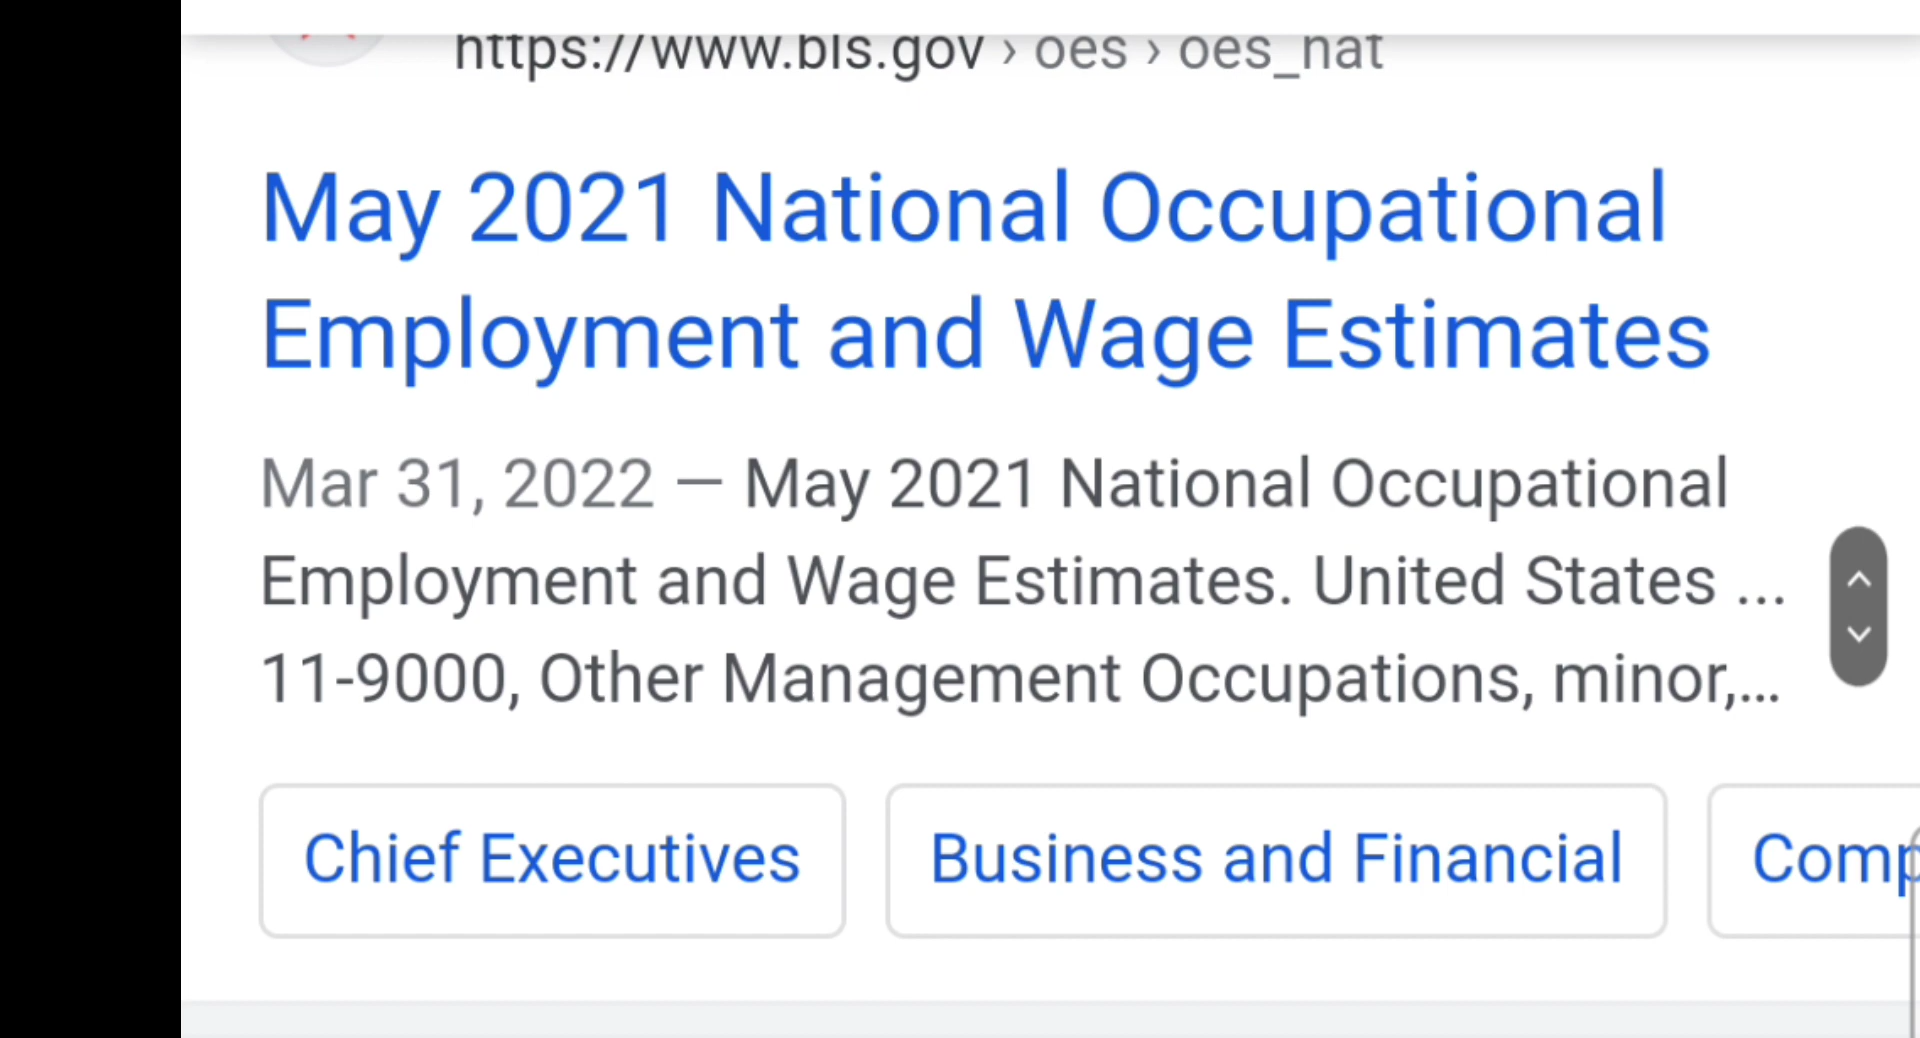 https://www.bls.gov › oes › oes_nat
May 2021 National Occupational
Employment and Wage Estimates
Mar 31, 2022 — May 2021 National Occupational
Employment and Wage Estimates. United States ...
11-9000, Other Management Occupations, minor,...
Chief Executives
Business and Financial